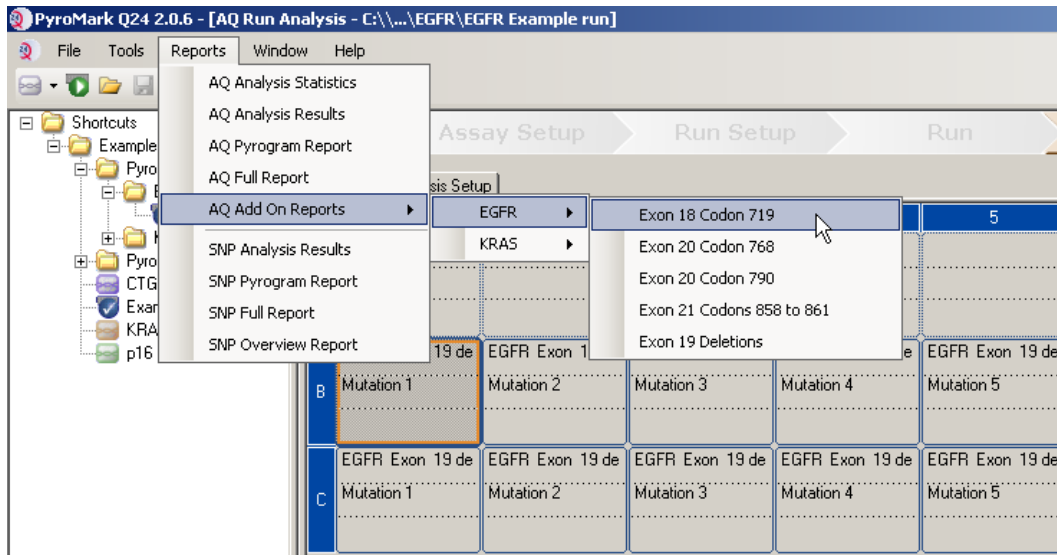 PyroMark Q24 2.0.6 - [AQ Run Analysis - C:\\...\EGFR\EGFR Example run]
File Tools Reports Window Help
AQ Analysis Statistics
AQ Analysis Results
AQ Pyrogram Report
AQ Full Report
AQ Add On Reports
SNP Analysis Results
SNP Pyrogram Report
SNP Full Report
SNP Overview Report
EGFR
KRAS
Exon 18 Codon 719
Exon 20 Codon 768
Exon 20 Codon 790
Exon 21 Codons 858 to 861
Exon 19 Deletions
Shortcuts
Example
Pyro
Pyro
CTG
Exar
KRA
p16
Assay Setup Run Setup Run
sis Setup
5
19 de EGFR Exon 1 e EGFR Exon 19 de
B Mutation 1 Mutation 2 Mutation 3 Mutation 4 Mutation 5
EGFR Exon 19 de EGFR Exon 19 de EGFR Exon 19 de EGFR Exon 19 de EGFR Exon 19 de
C Mutation 1 Mutation 2 Mutation 3 Mutation 4 Mutation 5